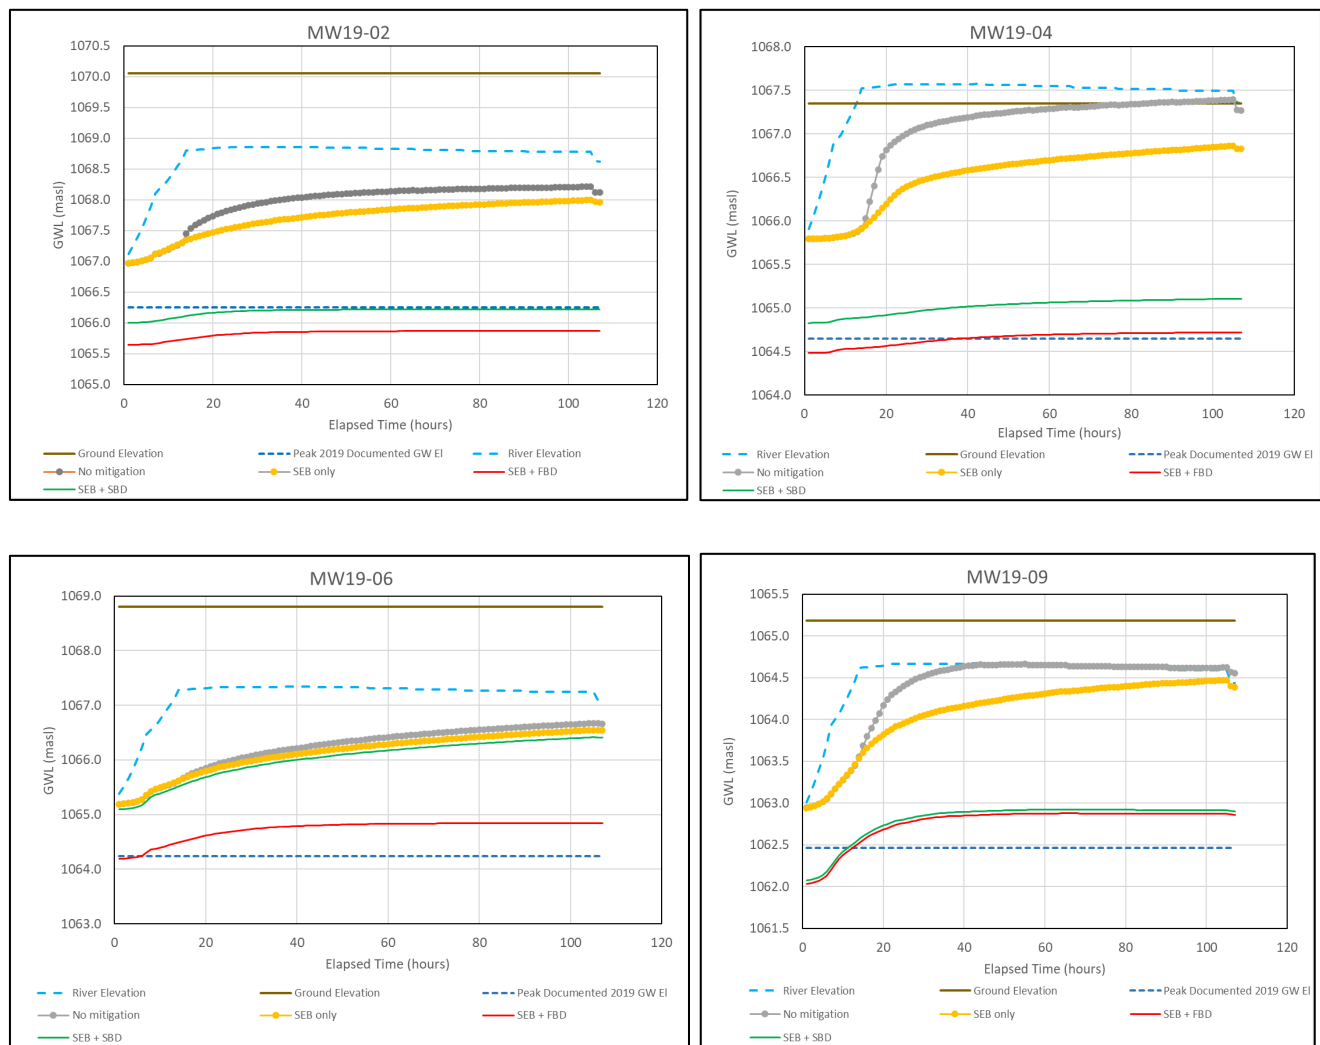 MW19-02
1070.5
1070.0
1069.5
1069.0
1068.5
1068.0
1067.5
1067.0
1066.5
1066.0
1065.5
1065.0
GWL (masl)
0 20 40 60 80 100 120
Elapsed Time (hours)
Ground Elevation Peak 2019 Documented GW El River Elevation
No mitigation SEB only SEB + FBD
SEB + SBD
MW19-04
1068.0
1067.5
1067.0
1066.5
1066.0
1065.5
1065.0
1064.5
1064.0
GWL (masl)
0 20 40 60 80 100 120
Elapsed Time (hours)
River Elevation Ground Elevation Peak Documented 2019 GW El
No mitigation SEB only SEB + FBD
SEB + SBD
MW19-06
1069.0
1068.0
1067.0
1066.0
1065.0
1064.0
1063.0
GWL (masl)
0 20 40 60 80 100 120
Elapsed Time (hours)
River Elevation Ground Elevation Peak Documented 2019 GW El
No mitigation SEB only SEB + FBD
SEB + SBD
MW19-09
1065.5
1065.0
1064.5
1064.0
1063.5
1063.0
1062.5
1062.0
1061.5
GWL (masl)
0 20 40 60 80 100 120
Elapsed Time (hours)
River Elevation Ground Elevation Peak Documented 2019 GW El
No mitigation SEB only SEB + FBD
SEB + SBD